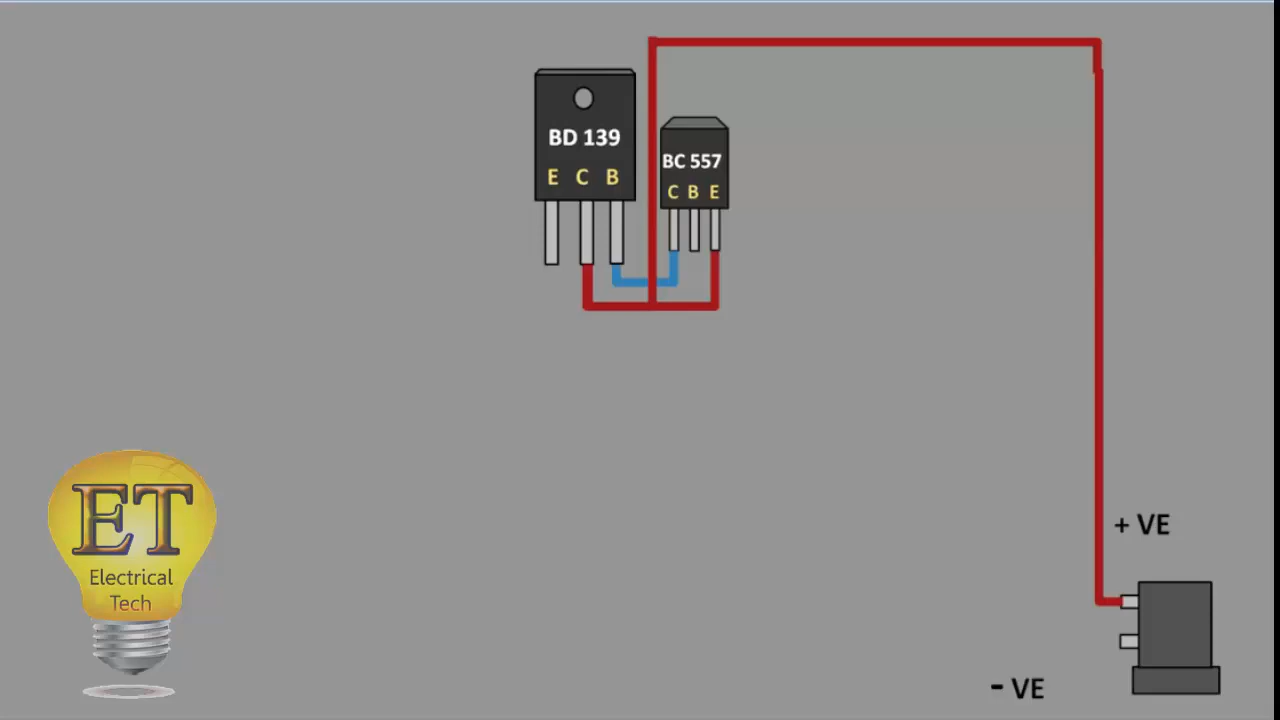 BD 139
E C B
BC 557
C B E
+ VE
- VE
ET
Electrical
Tech